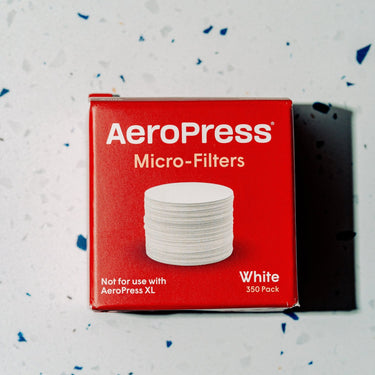 AeroPress®
Micro-Filters
Not for use with
AeroPress XL
White
350 Pack